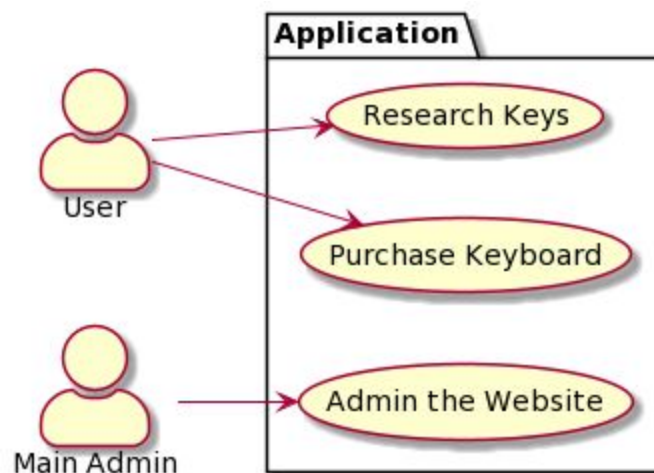 Application
Research Keys
User
Purchase Keyboard
Admin the Website
Main Admin